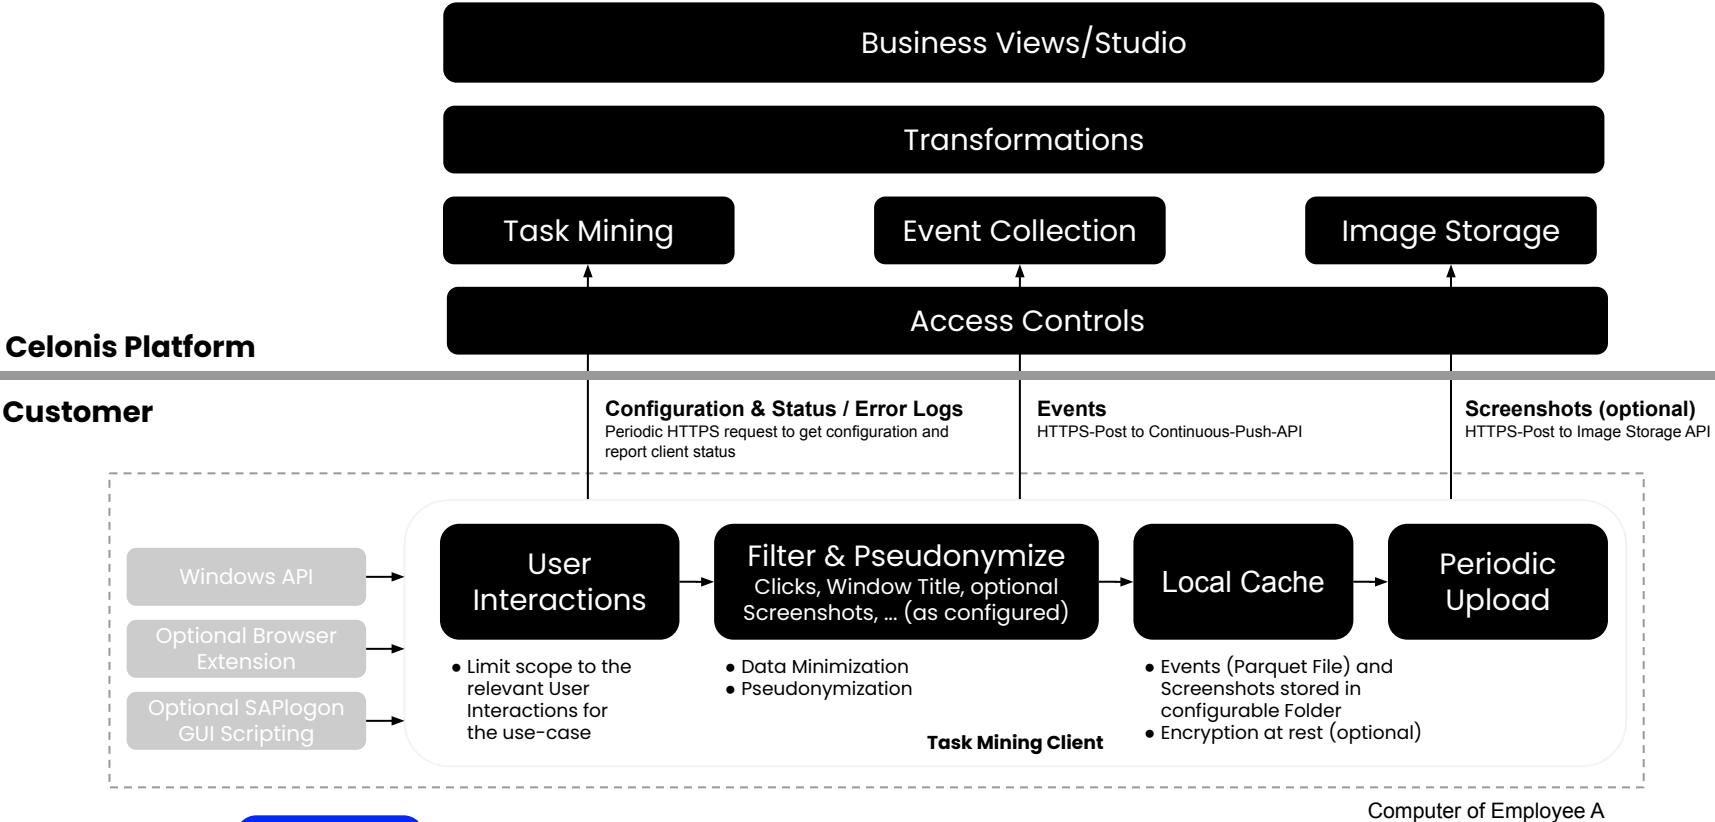 Business Views/Studio
Transformations
Task Mining
Event Collection
Image Storage
Access Controls
Celonis Platform
Customer
Configuration & Status / Error Logs
Periodic HTTPS request to get configuration and
report client status
Events
HTTPS-Post to Continuous-Push-API
Screenshots (optional)
HTTPS-Post to Image Storage API
Windows API
Optional Browser
Extension
Optional SAPlogon
GUI Scripting
User
Interactions
● Limit scope to the
relevant User
Interactions for
the use-case
Filter & Pseudonymize
Clicks, Window Title, optional
Screenshots, ... (as configured)
● Data Minimization
● Pseudonymization
Local Cache
● Events (Parquet File) and
Screenshots stored in
configurable Folder
● Encryption at rest (optional)
Periodic
Upload
Task Mining Client
Computer of Employee A